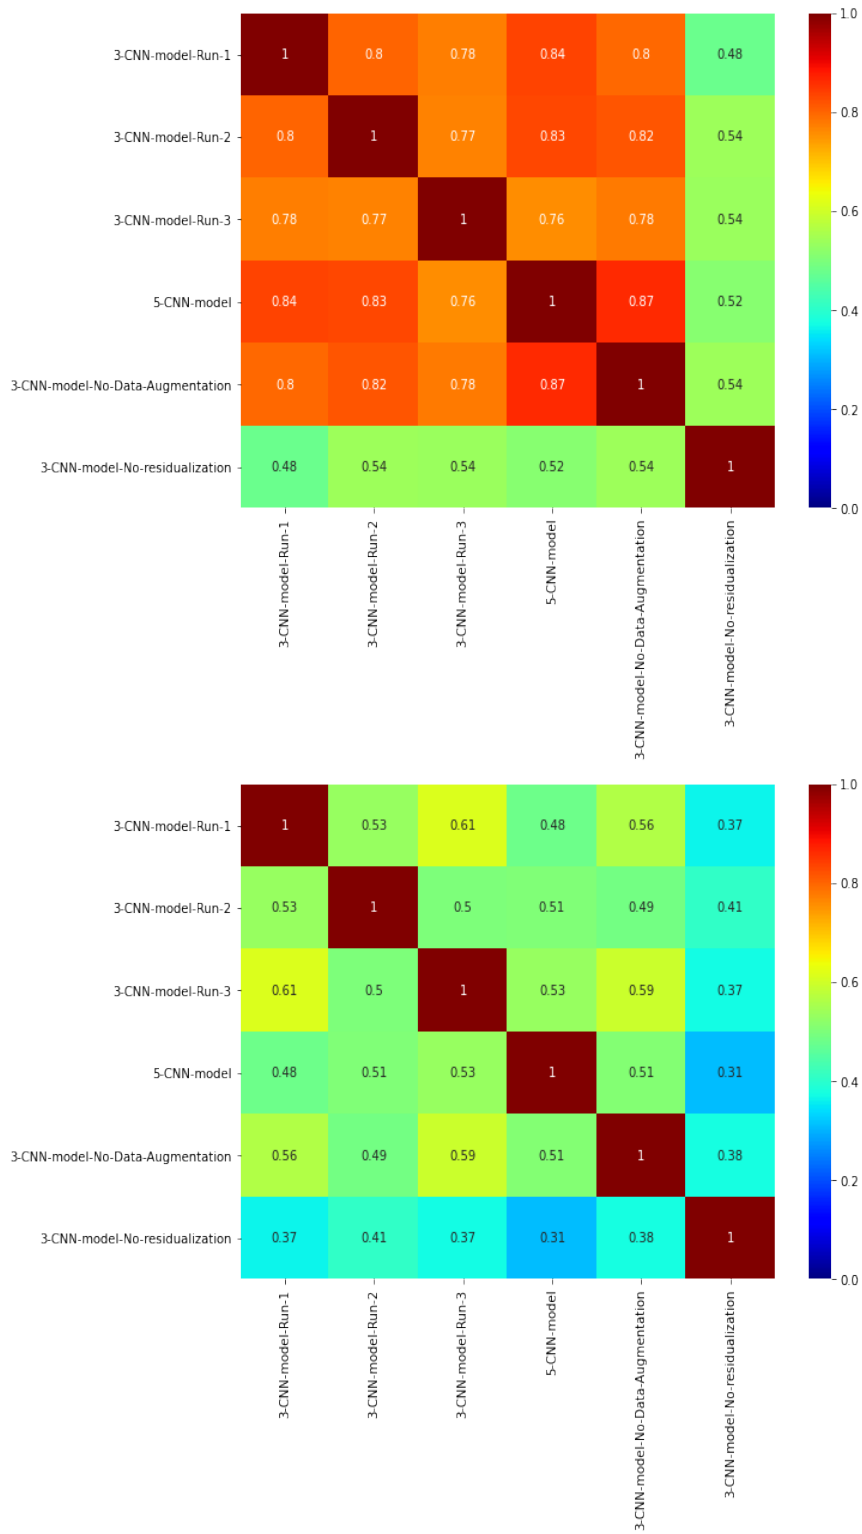 3-CNN-model-Run-1 1 0.8 0.78 0.84 0.8 0.48
3-CNN-model-Run-2 0.8 1 0.77 0.83 0.82 0.54
3-CNN-model-Run-3 0.78 0.77 1 0.76 0.78 0.54
5-CNN-model 0.84 0.83 0.76 1 0.87 0.52
3-CNN-model-No-Data-Augmentation 0.8 0.82 0.78 0.87 1 0.54
3-CNN-model-No-residualization 0.48 0.54 0.54 0.52 0.54 1
3-CNN-model-Run-1
3-CNN-model-Run-2
3-CNN-model-Run-3
5-CNN-model
3-CNN-model-No-Data-Augmentation
3-CNN-model-No-residualization
1.0
0.8
0.6
0.4
0.2
0.0
3-CNN-model-Run-1 1 0.53 0.61 0.48 0.56 0.37
3-CNN-model-Run-2 0.53 1 0.5 0.51 0.49 0.41
3-CNN-model-Run-3 0.61 0.5 1 0.53 0.59 0.37
5-CNN-model 0.48 0.51 0.53 1 0.51 0.31
3-CNN-model-No-Data-Augmentation 0.56 0.49 0.59 0.51 1 0.38
3-CNN-model-No-residualization 0.37 0.41 0.37 0.31 0.38 1
3-CNN-model-Run-1
3-CNN-model-Run-2
3-CNN-model-Run-3
5-CNN-model
3-CNN-model-No-Data-Augmentation
3-CNN-model-No-residualization
1.0
0.8
0.6
0.4
0.2
0.0